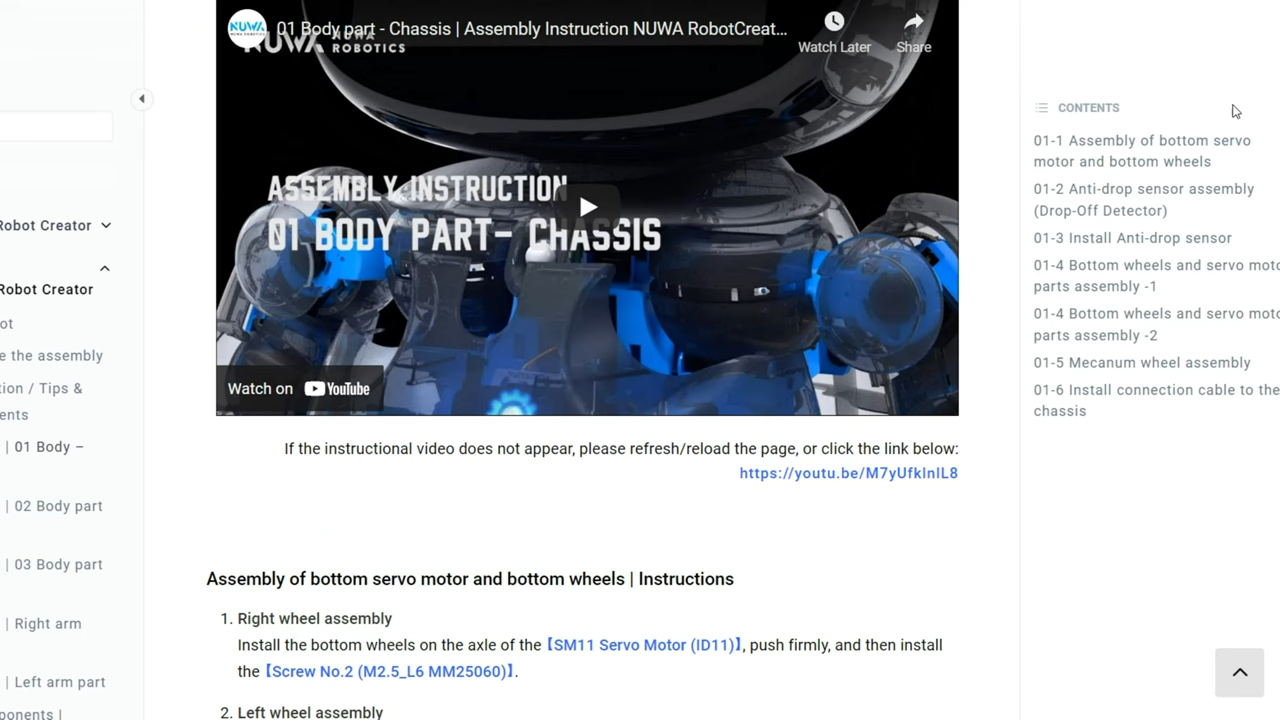 NUWA
NUWA ROBOTICS
01 Body part - Chassis | Assembly Instruction NUWA RobotCreat...
Watch Later
Share
NUWA
NUWA
ROBOTICS
ASSEMBLY INSTRUCTION
01 BODY PART- CHASSIS
Watch on YouTube
If the instructional video does not appear, please refresh/reload the page, or click the link below:
https://youtu.be/M7yUfkInIL8
Assembly of bottom servo motor and bottom wheels | Instructions
1. Right wheel assembly
Install the bottom wheels on the axle of the【SM11 Servo Motor (ID11)】, push firmly, and then install
the【Screw No.2 (M2.5_L6 MM25060)】.
2. Left wheel assembly
Robot Creator
Robot Creator
ot
e the assembly
tion / Tips &
ents
| 01 Body –
| 02 Body part
| 03 Body part
| Right arm
| Left arm part
ponents |
CONTENTS
01-1 Assembly of bottom servo
motor and bottom wheels
01-2 Anti-drop sensor assembly
(Drop-Off Detector)
01-3 Install Anti-drop sensor
01-4 Bottom wheels and servo moto
parts assembly -1
01-4 Bottom wheels and servo moto
parts assembly -2
01-5 Mecanum wheel assembly
01-6 Install connection cable to the
chassis